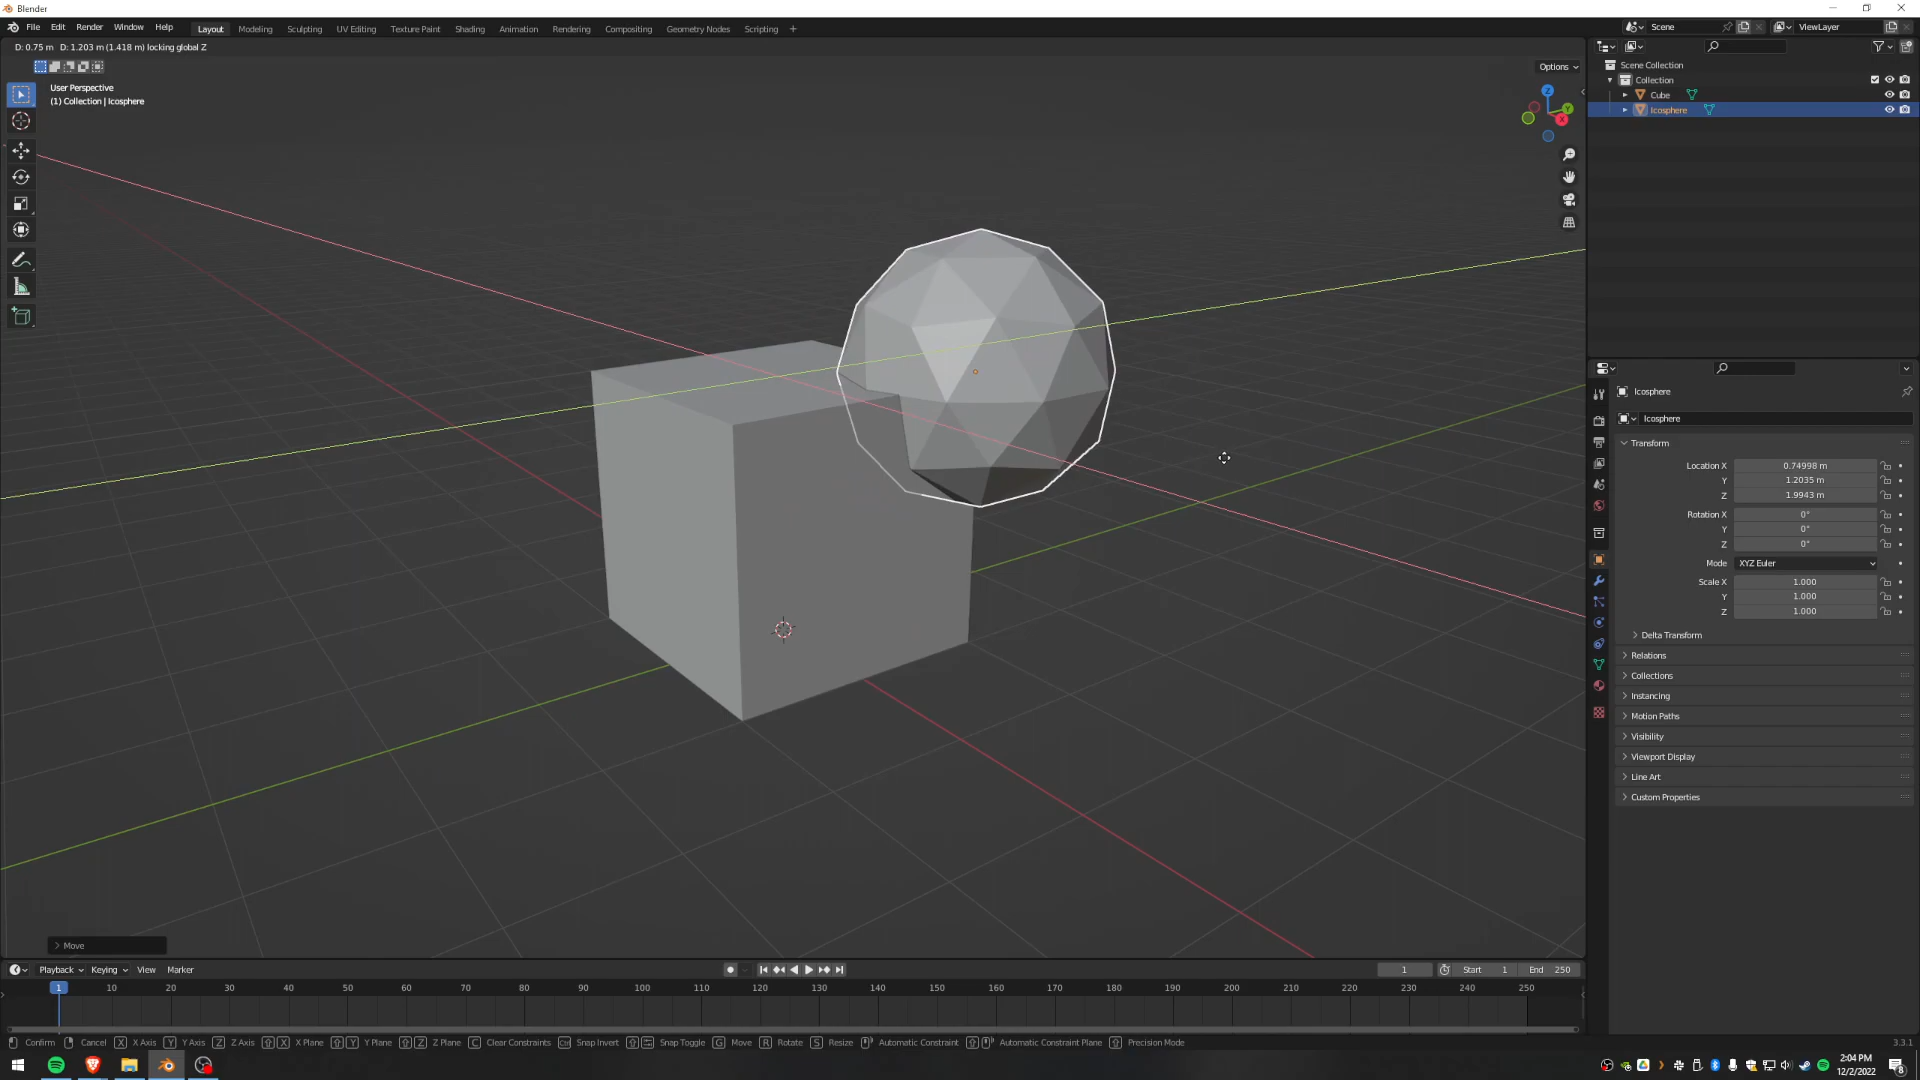 Blender
File Edit Render Window Help Layout Modeling Sculpting UV Editing Texture Paint Shading Animation Rendering Compositing Geometry Nodes Scripting + Scene ViewLayer
D: 0.75 m D: 1.203 m (1.418 m) locking global Z
Options
User Perspective
(1) Collection | Icosphere
Z
Y
X
Scene Collection
Collection
Cube
Icosphere
Icosphere
Icosphere
Transform
Location X 0.74998 m
Y 1.2035 m
Z 1.9943 m
Rotation X 0°
Y 0°
Z 0°
Mode XYZ Euler
Scale X 1.000
Y 1.000
Z 1.000
Delta Transform
Relations
Collections
Instancing
Motion Paths
Visibility
Viewport Display
Line Art
Custom Properties
Move
Playback Keying View Marker 1 Start 1 End 250
1 10 20 30 40 50 60 70 80 90 100 110 120 130 140 150 160 170 180 190 200 210 220 230 240 250
Confirm Cancel X X Axis Y Y Axis Z Z Axis X X Plane Y Y Plane Z Z Plane C Clear Constraints Ctrl Snap Invert Snap Toggle G Move R Rotate S Resize Automatic Constraint Automatic Constraint Plane Precision Mode 3.3.1
2:04 PM
12/2/2022
8